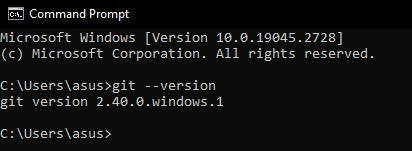 Command Prompt
Microsoft Windows [Version 10.0.19045.2728]
(c) Microsoft Corporation. All rights reserved.
C:\Users\asus>git --version
git version 2.40.0.windows.1
C:\Users\asus>